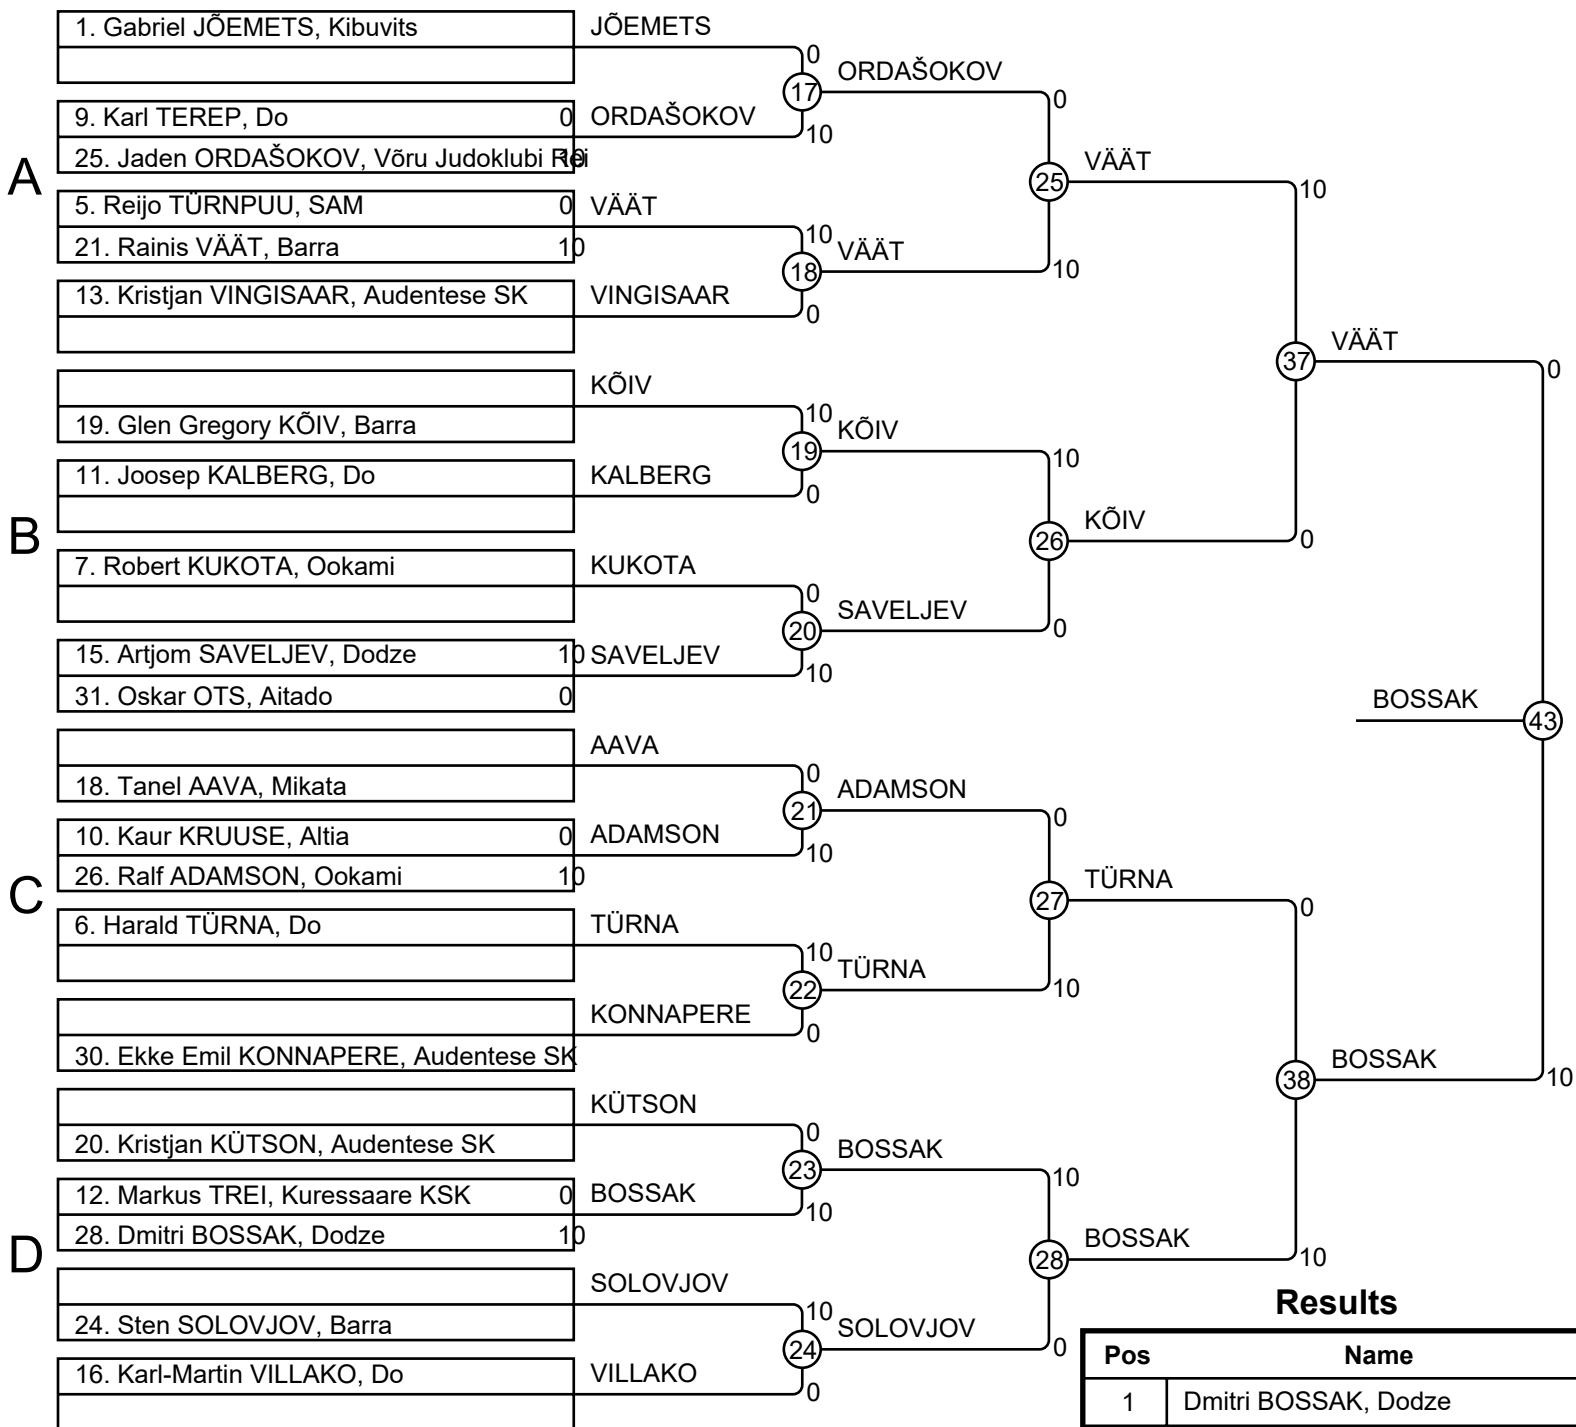 1. Gabriel JÕEMETS, Kibuvits
JÕEMETS
0
17
ORDAŠOKOV
9. Karl TEREP, Do 0
ORDAŠOKOV
10
0
25. Jaden ORDAŠOKOV, Võru Judoklubi Rei 10
A
25
VÄÄT
5. Reijo TÜRNPUU, SAM 0
VÄÄT
10
10
21. Rainis VÄÄT, Barra 10
18
VÄÄT
10
13. Kristjan VINGISAAR, Audentese SK
VINGISAAR
0
37
VÄÄT
0
KÕIV
10
19. Glen Gregory KÕIV, Barra
19
KÕIV
10
11. Joosep KALBERG, Do
KALBERG
0
B
26
KÕIV
0
7. Robert KUKOTA, Ookami
KUKOTA
0
20
SAVELJEV
0
15. Artjom SAVELJEV, Dodze 10
SAVELJEV
10
31. Oskar OTS, Aitado 0
BOSSAK
43
AAVA
0
18. Tanel AAVA, Mikata
21
ADAMSON
0
10. Kaur KRUUSE, Altia 0
ADAMSON
10
26. Ralf ADAMSON, Ookami 10
C
27
TÜRNA
0
6. Harald TÜRNA, Do
TÜRNA
10
22
TÜRNA
10
KONNAPERE
0
30. Ekke Emil KONNAPERE, Audentese SK
38
BOSSAK
10
KÜTSON
0
20. Kristjan KÜTSON, Audentese SK
23
BOSSAK
10
12. Markus TREI, Kuressaare KSK 0
BOSSAK
10
28. Dmitri BOSSAK, Dodze 10
D
28
BOSSAK
10
SOLOVJOV
10
24. Sten SOLOVJOV, Barra
24
SOLOVJOV
0
16. Karl-Martin VILLAKO, Do
VILLAKO
0
Results
Pos Name
1 Dmitri BOSSAK, Dodze